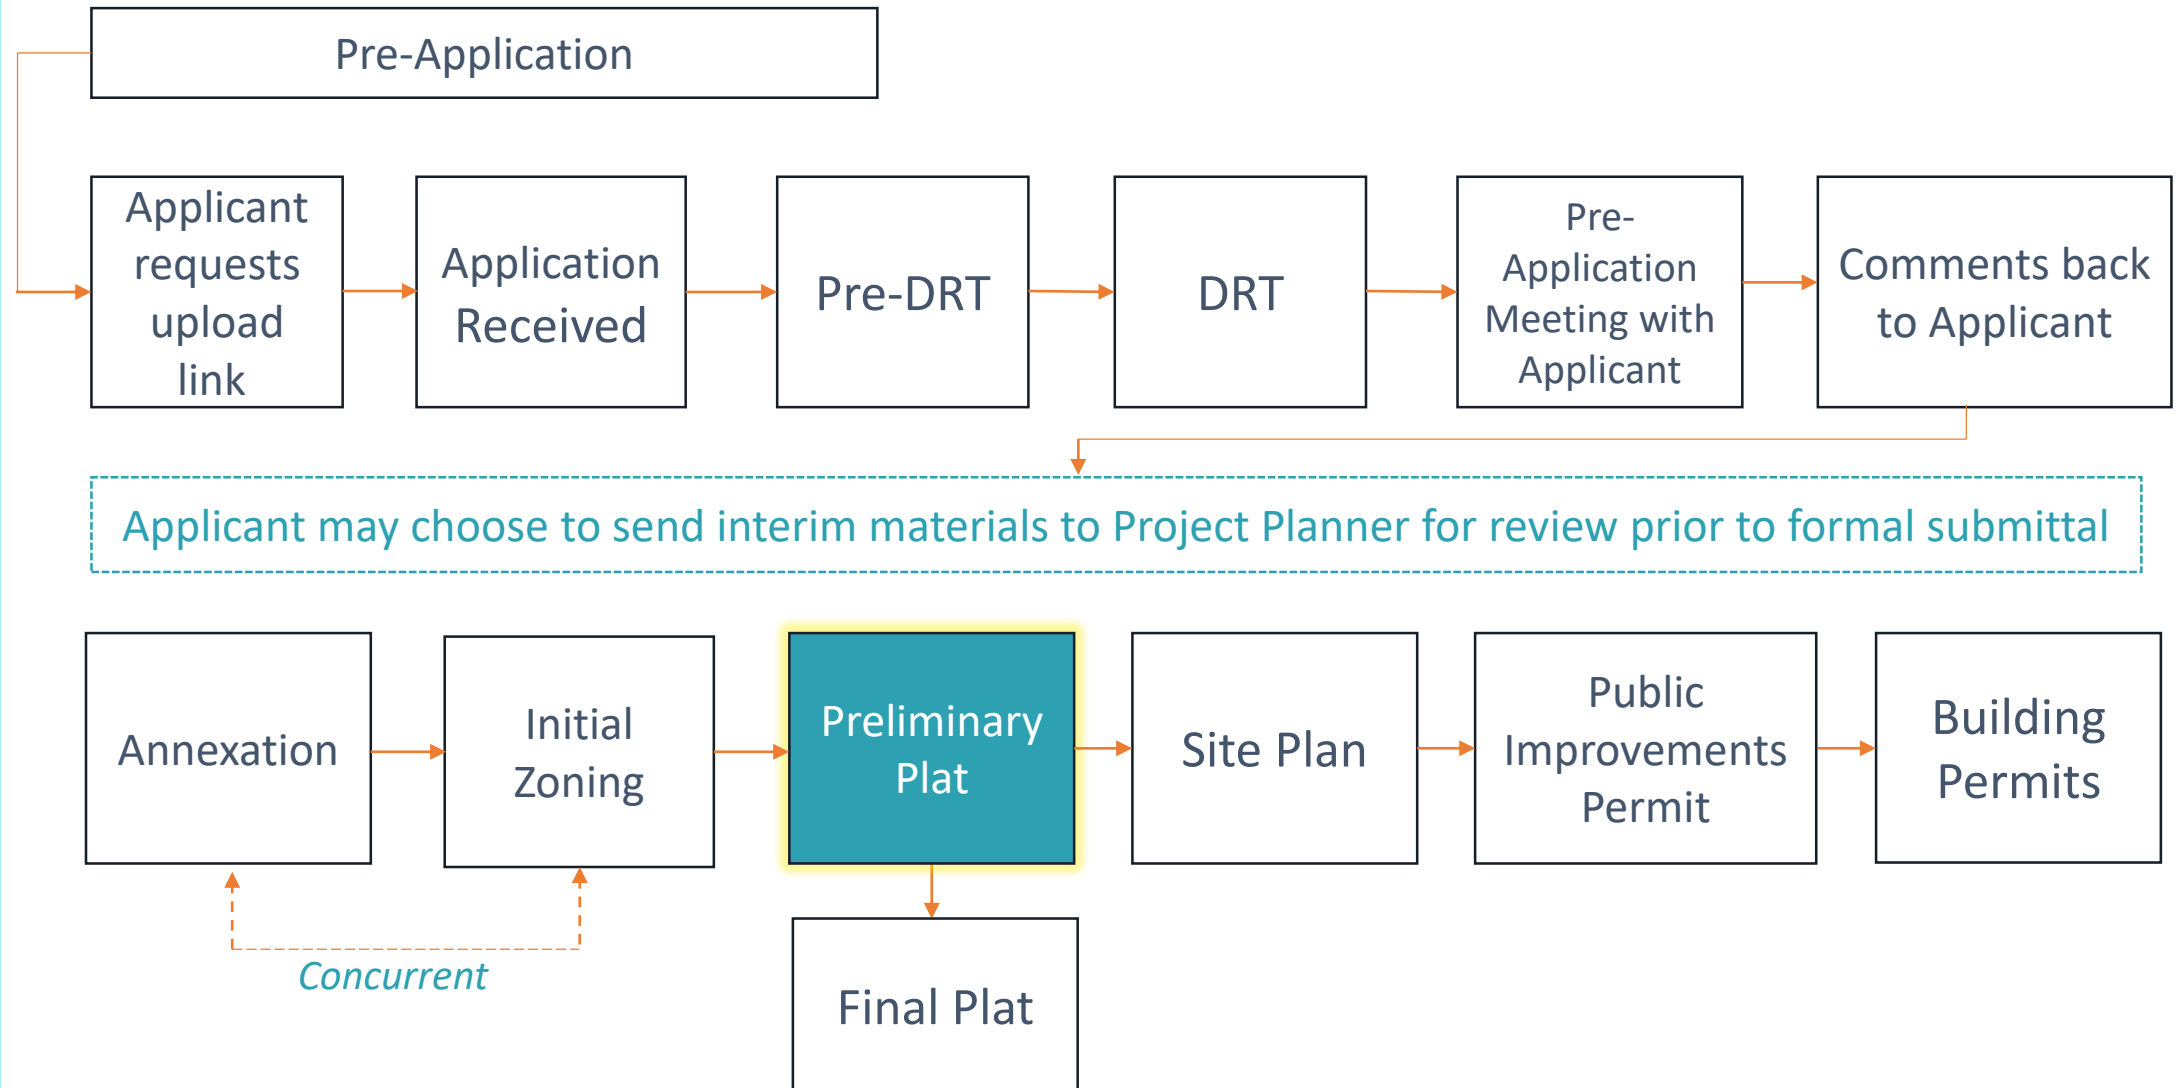 Pre-Application
Applicant
requests
upload
link
Application
Received
Pre-DRT
DRT
Pre-
Application
Meeting with
Applicant
Comments back
to Applicant
Applicant may choose to send interim materials to Project Planner for review prior to formal submittal
Annexation
Initial
Zoning
Preliminary
Plat
Site Plan
Public
Improvements
Permit
Building
Permits
Concurrent
Final Plat